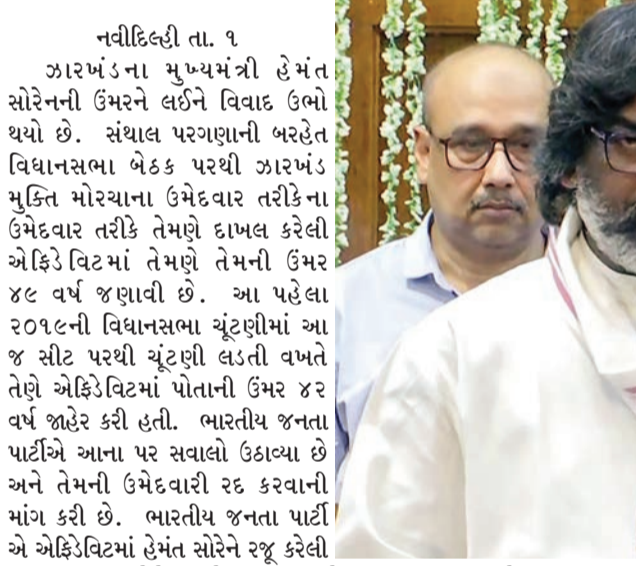 નવીદિલ્હી તા. ૧
ઝારખંડના મુખ્યમંત્રી હેમંત
સોરેનની ઉંમરને લઈને વિવાદ ઉભો
થયો છે. સંથાલ પરગણાની બરહેત
વિધાનસભા બેઠક પરથી ઝારખંડ
મુક્તિ મોરચાના ઉમેદવાર તરીકેના
ઉમેદવાર તરીકે તેમણે દાખલ કરેલી
એફિડેવિટમાં તેમણે તેમની ઉંમર
૪૯ વર્ષ જણાવી છે. આ પહેલા
૨૦૧૯ની વિધાનસભા ચૂંટણીમાં આ
જ સીટ પરથી ચૂંટણી લડતી વખતે
તેણે એફિડેવિટમાં પોતાની ઉંમર ૪૨
વર્ષ જાહેર કરી હતી. ભારતીય જનતા
પાર્ટીએ આના પર સવાલો ઉઠાવ્યા છે
અને તેમની ઉમેદવારી રદ કરવાની
માંગ કરી છે. ભારતીય જનતા પાર્ટી
એ એફિડેવિટમાં હેમંત સોરેને રજૂ કરેલી